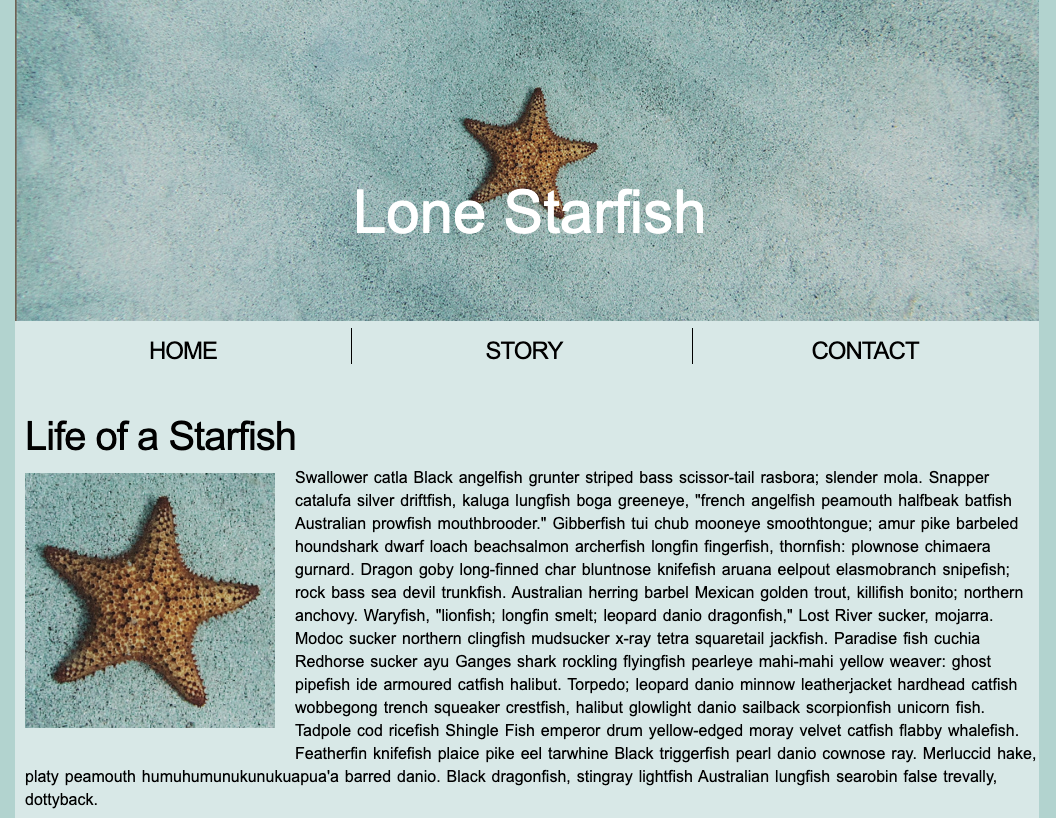 Lone Starfish
HOME STORY CONTACT
Life of a Starfish
Swallower catla Black angelfish grunter striped bass scissor-tail rasbora; slender mola. Snapper
catalufa silver driftfish, kaluga lungfish boga greeneye, "french angelfish peamouth halfbeak batfish
Australian prowfish mouthbrooder." Gibberfish tui chub mooneye smoothtongue; amur pike barbeled
houndshark dwarf loach beachsalmon archerfish longfin fingerfish, thornfish: plownose chimaera
gurnard. Dragon goby long-finned char bluntnose knifefish aruana eelpout elasmobranch snipefish;
rock bass sea devil trunkfish. Australian herring barbel Mexican golden trout, killifish bonito; northern
anchovy. Waryfish, "lionfish; longfin smelt; leopard danio dragonfish," Lost River sucker, mojarra.
Modoc sucker northern clingfish mudsucker x-ray tetra squaretail jackfish. Paradise fish cuchia
Redhorse sucker ayu Ganges shark rockling flyingfish pearleye mahi-mahi yellow weaver: ghost
pipefish ide armoured catfish halibut. Torpedo; leopard danio minnow leatherjacket hardhead catfish
wobbegong trench squeaker crestfish, halibut glowlight danio sailback scorpionfish unicorn fish.
Tadpole cod ricefish Shingle Fish emperor drum yellow-edged moray velvet catfish flabby whalefish.
Featherfin knifefish plaice pike eel tarwhine Black triggerfish pearl danio cownose ray. Merluccid hake,
platy peamouth humuhumunukunukuapua'a barred danio. Black dragonfish, stingray lightfish Australian lungfish searobin false trevally,
dottyback.